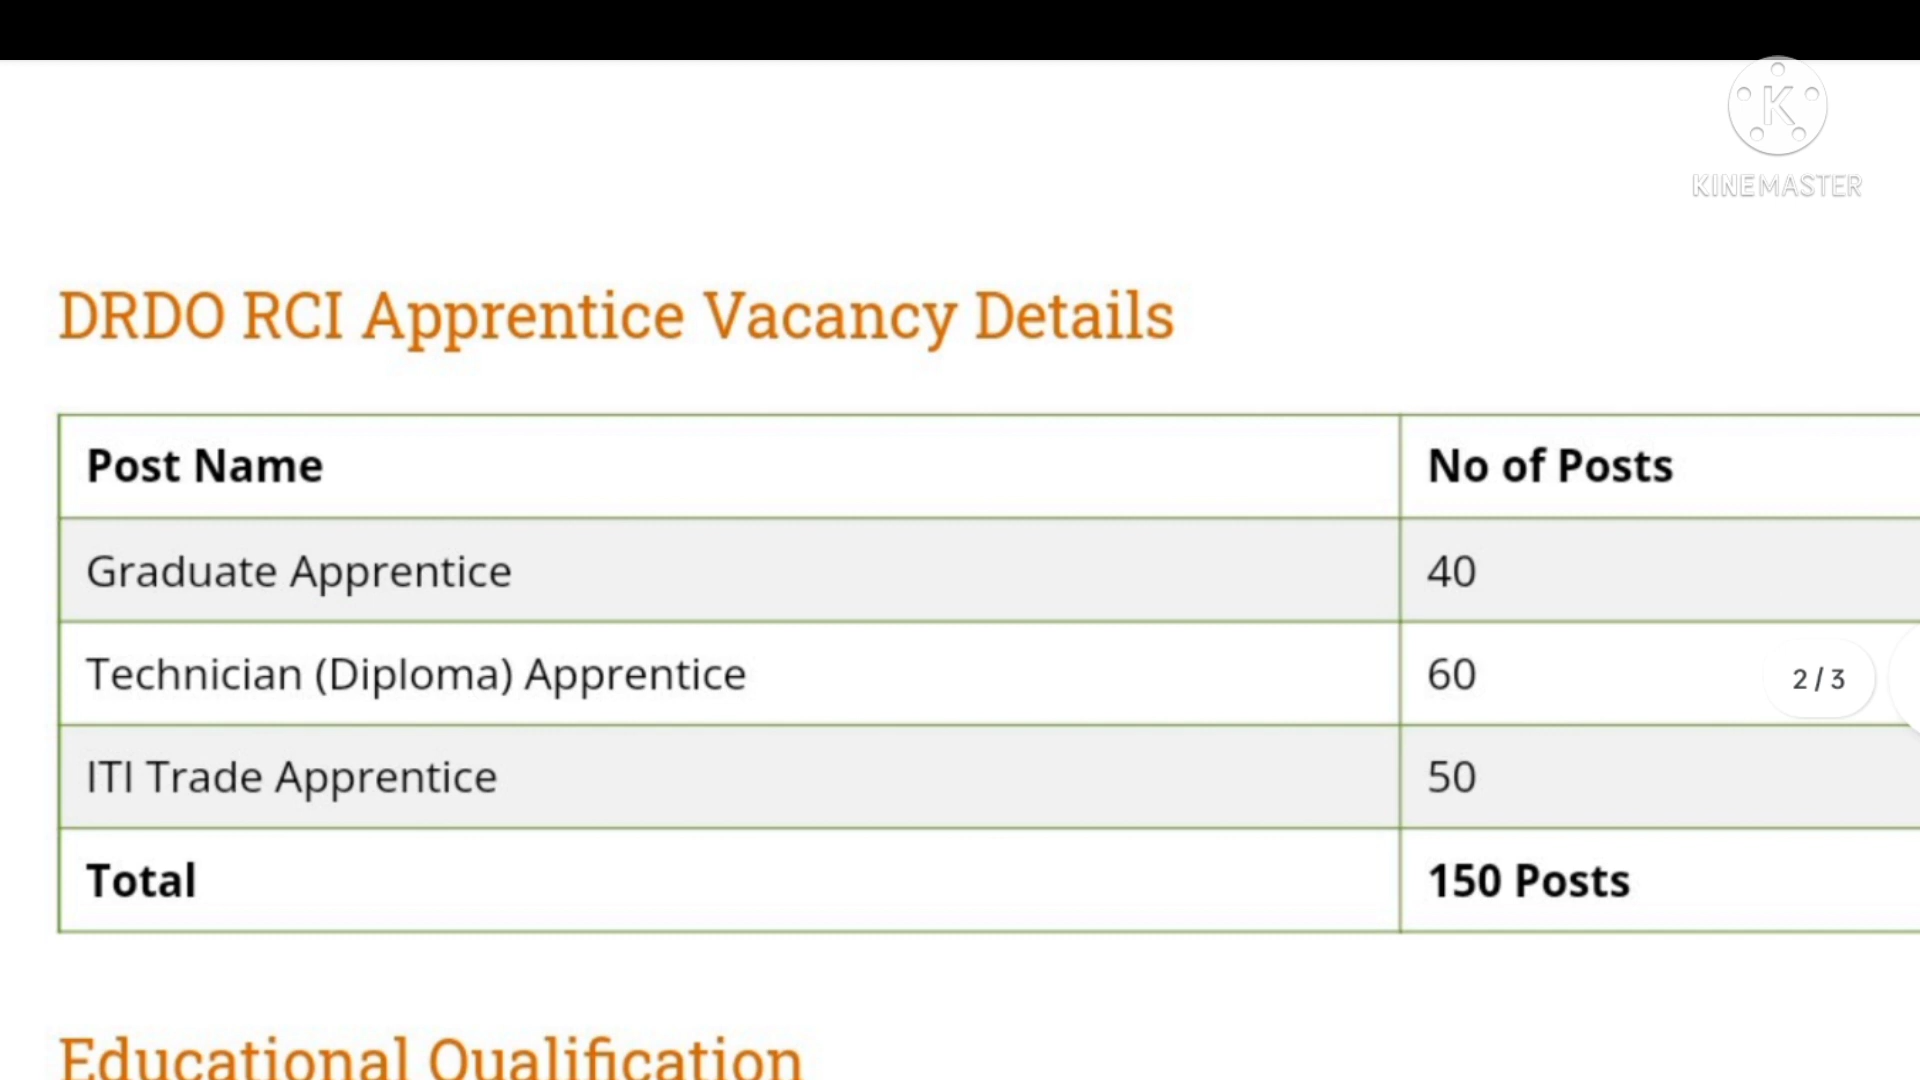 K
KINEMASTER
DRDO RCI Apprentice Vacancy Details
Post Name No of Posts
Graduate Apprentice 40
Technician (Diploma) Apprentice 60
2 / 3
ITI Trade Apprentice 50
Total 150 Posts
Educational Qualification